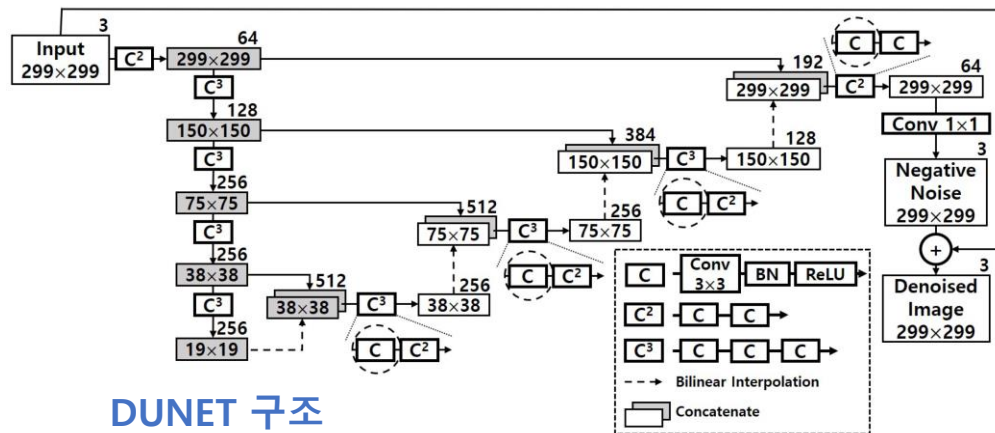 3
Input
299×299
C²
64
299×299
C³
128
150×150
C³
256
75×75
C³
256
38×38
C³
256
19×19
512
38×38
C³
C C²
256
38×38
512
75×75
C³
C C²
256
75×75
384
150×150
C³
C C²
128
150×150
192
299×299
C²
C C
64
299×299
Conv 1×1
3
Negative
Noise
299×299
+
3
Denoised
Image
299×299
C Conv 3×3 BN ReLU
C² C C
C³ C C C
Bilinear Interpolation
Concatenate
DUNET 구조